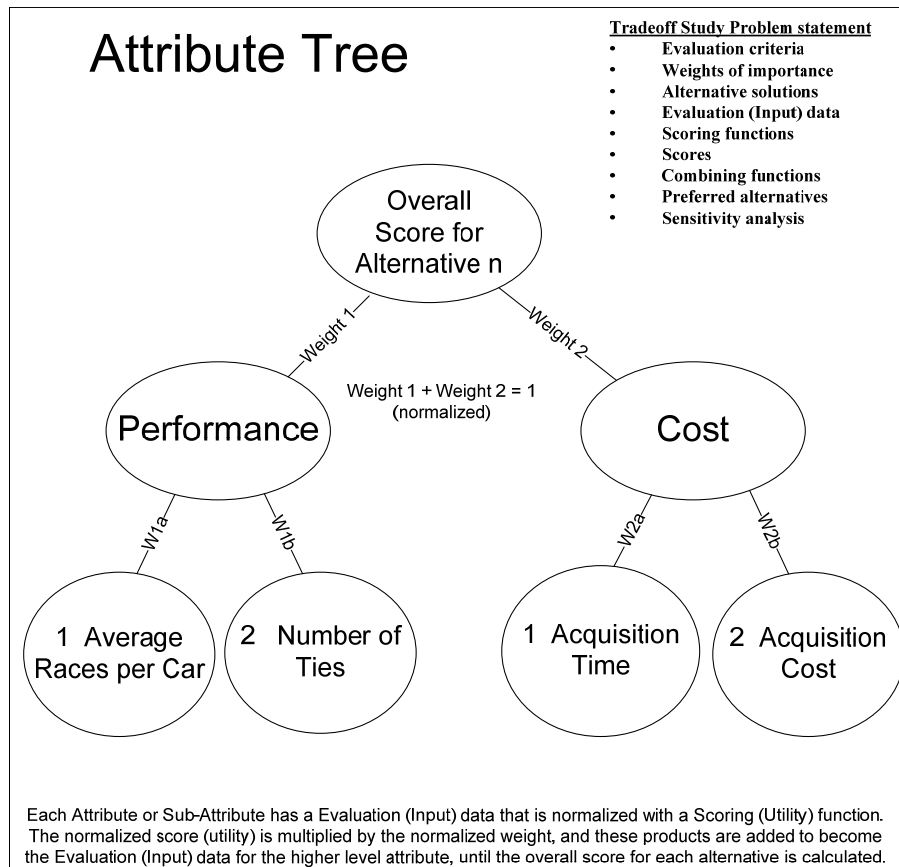 Attribute Tree
Tradeoff Study Problem statement
• Evaluation criteria
• Weights of importance
• Alternative solutions
• Evaluation (Input) data
• Scoring functions
• Scores
• Combining functions
• Preferred alternatives
• Sensitivity analysis
Overall
Score for
Alternative n
Weight 1
Weight 2
Weight 1 + Weight 2 = 1
(normalized)
Performance
Cost
W1a
W1b
W2a
W2b
1 Average
Races per Car
2 Number of
Ties
1 Acquisition
Time
2 Acquisition
Cost
Each Attribute or Sub-Attribute has a Evaluation (Input) data that is normalized with a Scoring (Utility) function.
The normalized score (utility) is multiplied by the normalized weight, and these products are added to become
the Evaluation (Input) data for the higher level attribute, until the overall score for each alternative is calculated.